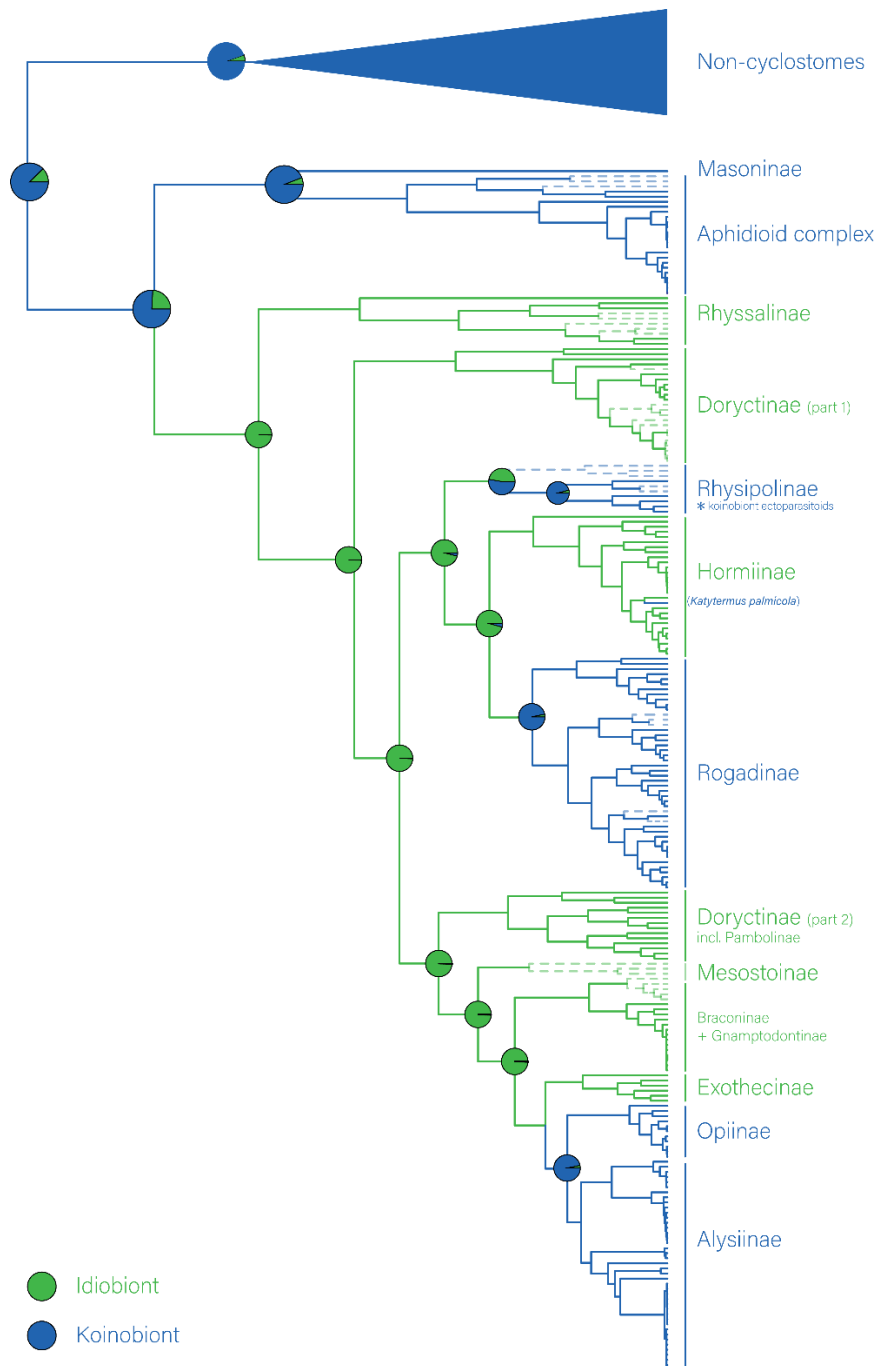 Non-cyclostomes
Masoninae
Aphidioid complex
Rhyssalinae
Doryctinae (part 1)
Rhysipolinae
* koinobiont ectoparasitoids
Hormiinae
(Katytermus palmicola)
Rogadinae
Doryctinae (part 2)
incl. Pambolinae
Mesostoinae
Braconinae
+ Gnamptodontinae
Exothecinae
Opiinae
Alysiinae
Idiobiont
Koinobiont